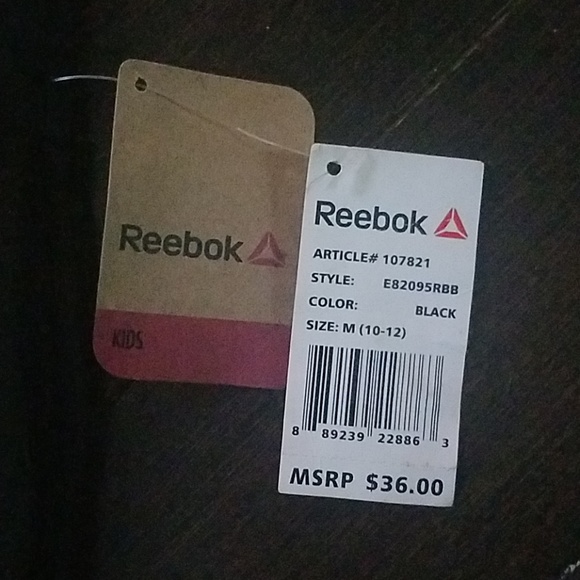 Reebok
KIDS
Reebok
ARTICLE# 107821
STYLE: E82095RBB
COLOR: BLACK
SIZE: M (10-12)
8 89239 22886 3
MSRP $36.00